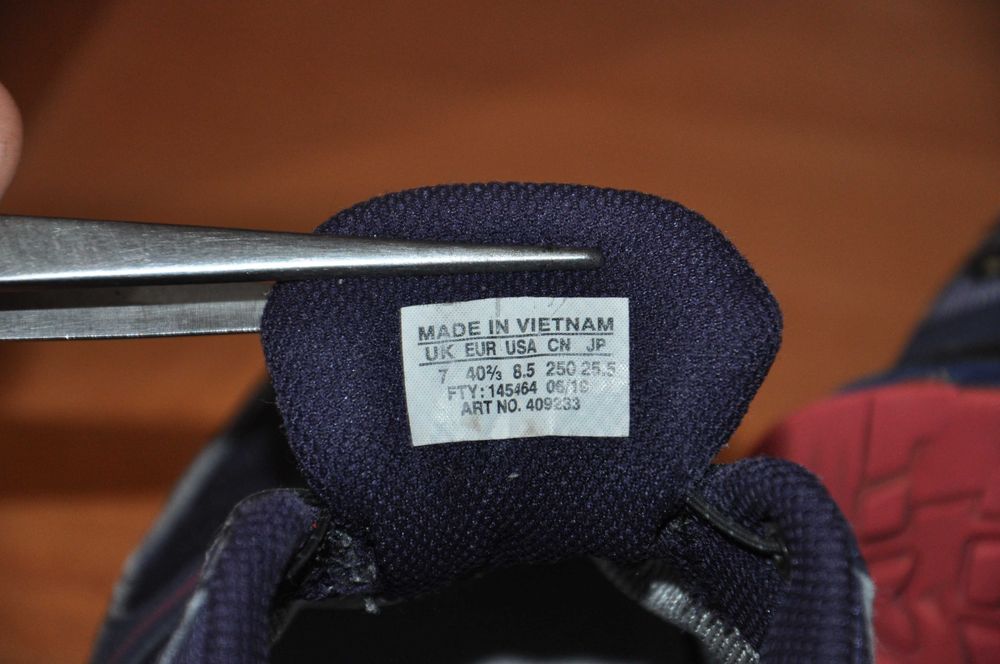 MADE IN VIETNAM
UK EUR USA CN JP
7 40⅔ 8.5 250 25.5
FTY: 145464 06/16
ART NO. 409233